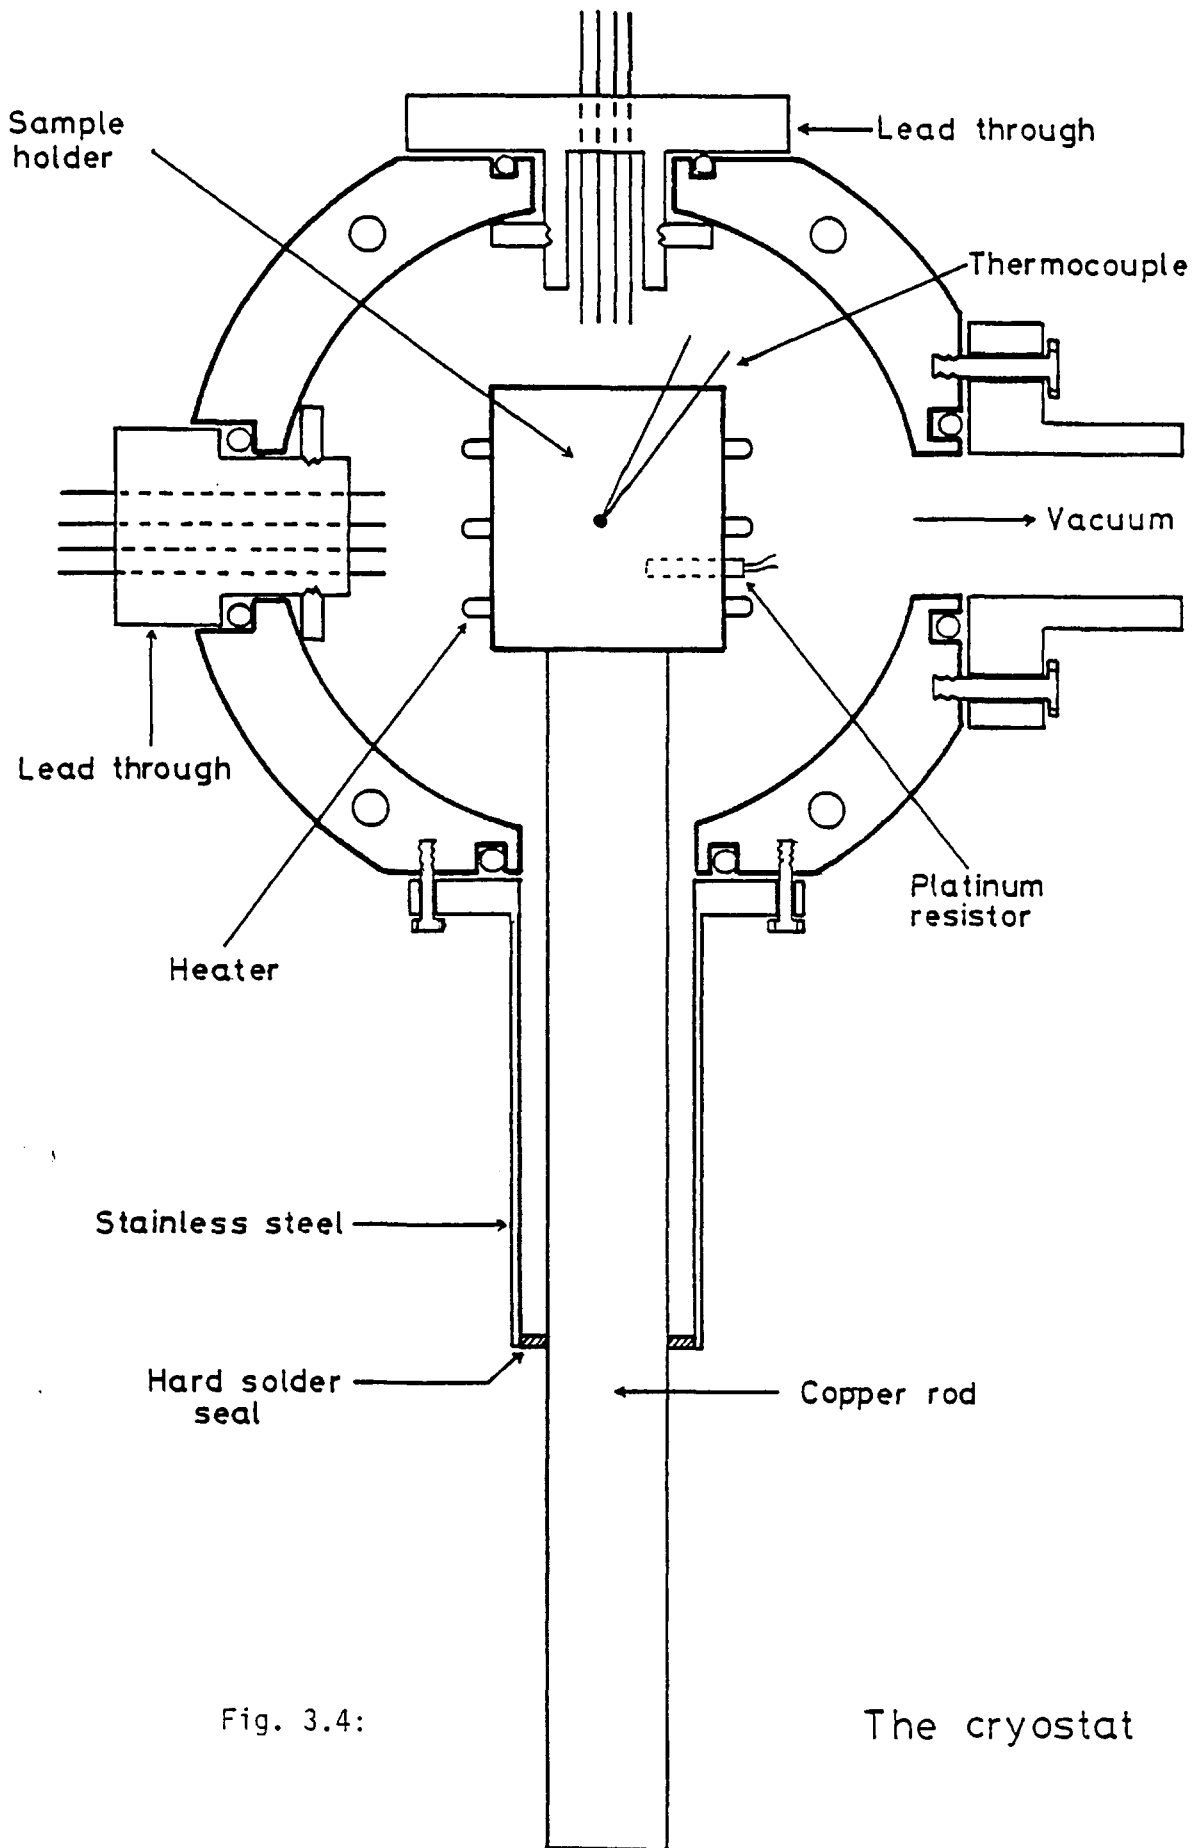 Sample
holder
Lead through
Thermocouple
Vacuum
Lead through
Platinum
resistor
Heater
Stainless steel
Hard solder
seal
Copper rod
Fig. 3.4:
The cryostat